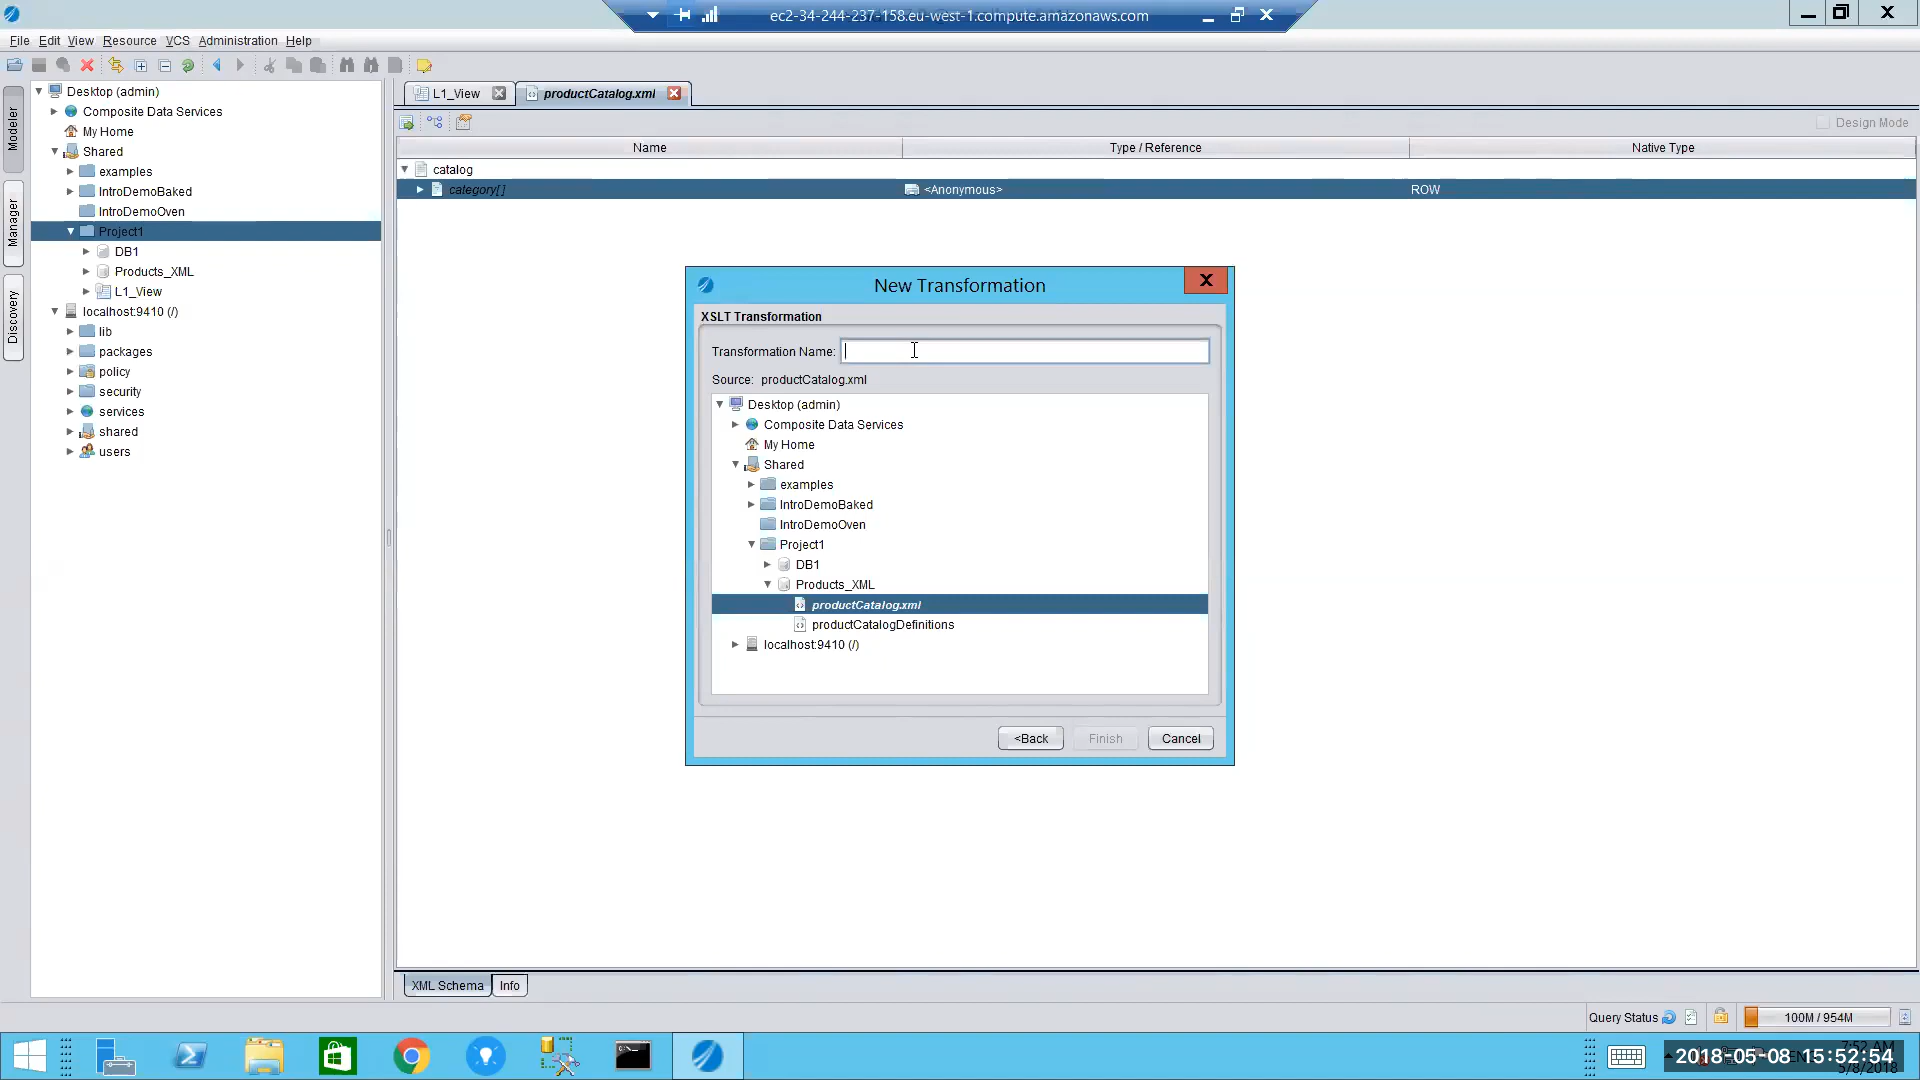 ec2-34-244-237-158.eu-west-1.compute.amazonaws.com
File Edit View Resource VCS Administration Help
Modeler
Manager
Discovery
Desktop (admin)
Composite Data Services
My Home
Shared
examples
IntroDemoBaked
IntroDemoOven
Project1
DB1
Products_XML
L1_View
localhost:9410 (/)
lib
packages
policy
security
services
shared
users
L1_View productCatalog.xml
Design Mode
Name Type / Reference Native Type
catalog
category[] <Anonymous> ROW
New Transformation
XSLT Transformation
Transformation Name:
Source: productCatalog.xml
Desktop (admin)
Composite Data Services
My Home
Shared
examples
IntroDemoBaked
IntroDemoOven
Project1
DB1
Products_XML
productCatalog.xml
productCatalogDefinitions
localhost:9410 (/)
<Back Finish Cancel
XML Schema Info
Query Status 100M / 954M
2018-05-08 15:52:54